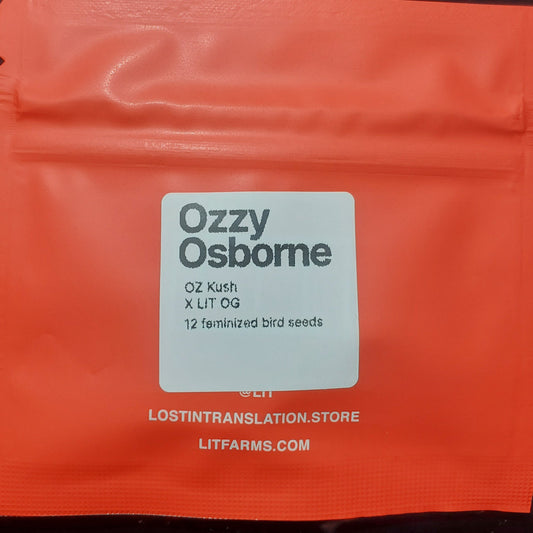 Ozzy
Osborne
OZ Kush
X LIT OG
12 feminized bird seeds
@LIT
LOSTINTRANSLATION.STORE
LITFARMS.COM